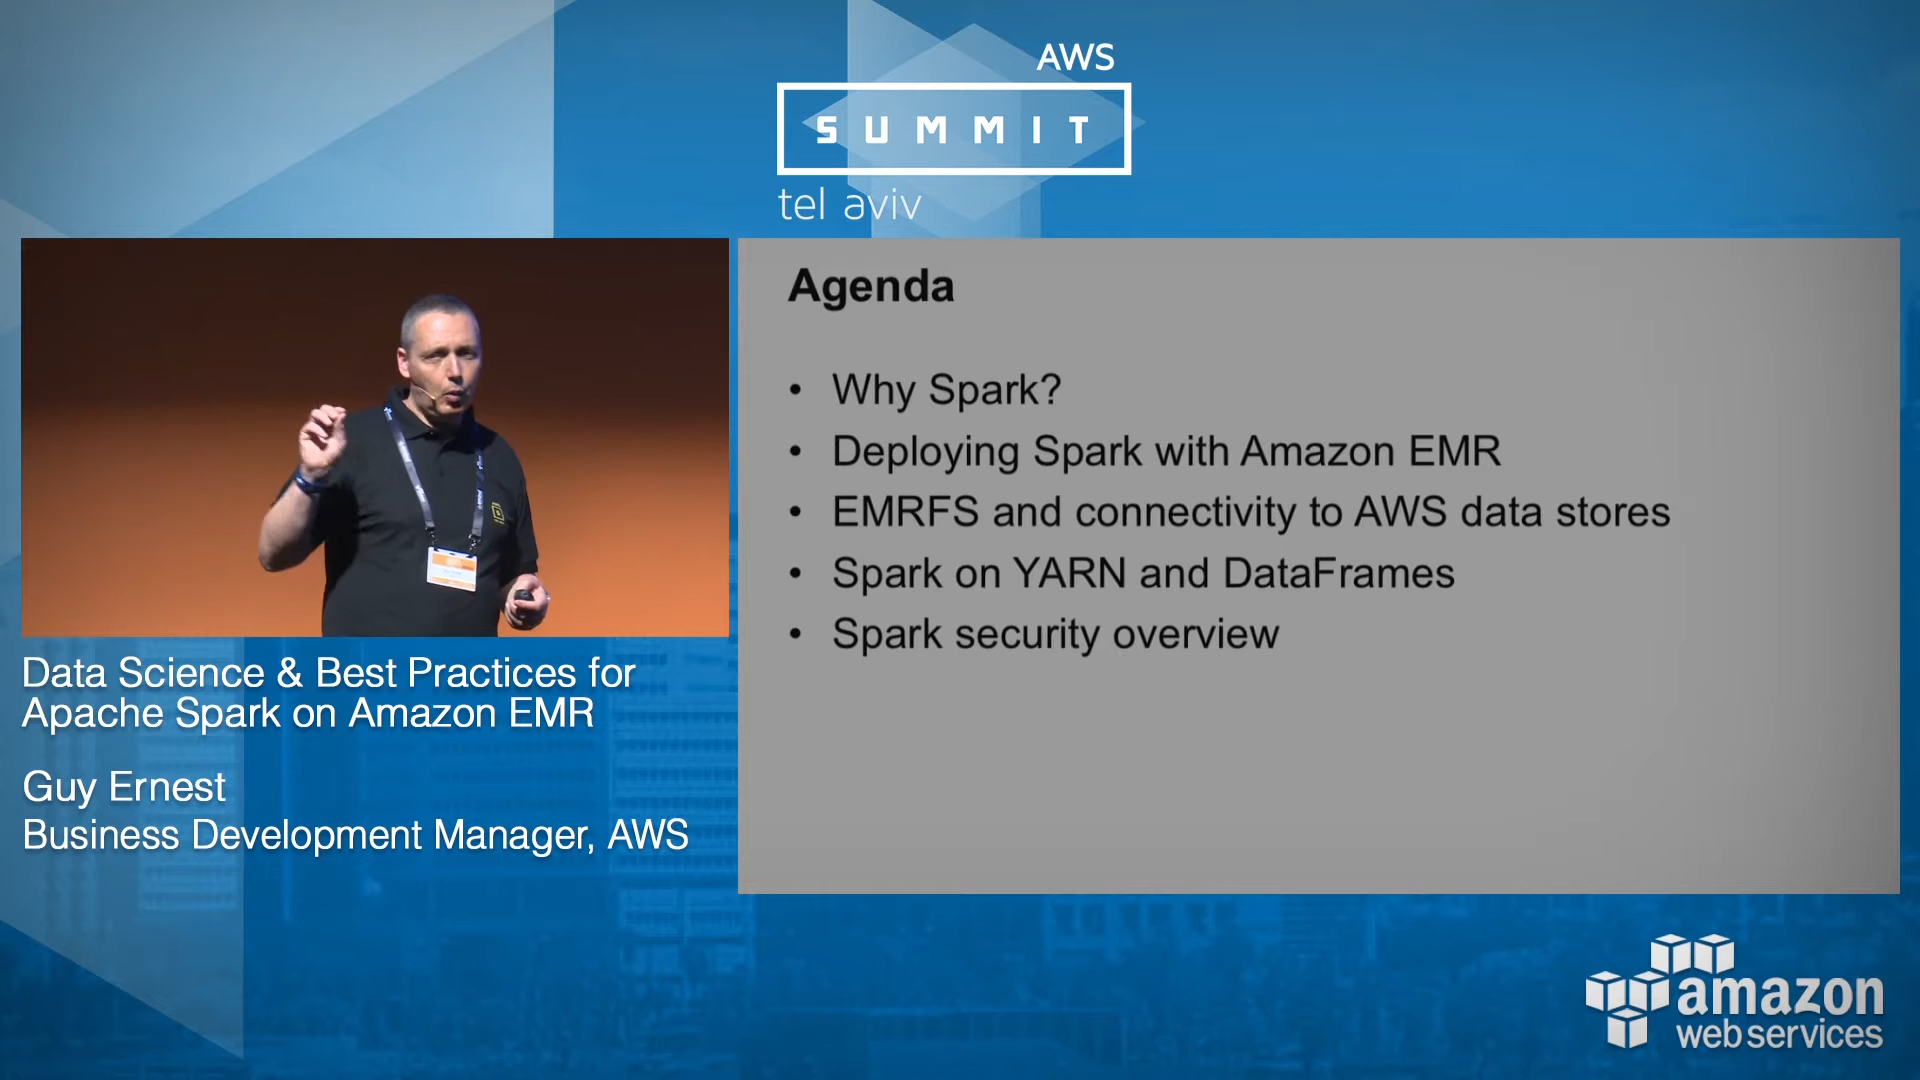 AWS
SUMMIT
tel aviv
Agenda
• Why Spark?
• Deploying Spark with Amazon EMR
• EMRFS and connectivity to AWS data stores
• Spark on YARN and DataFrames
• Spark security overview
Data Science & Best Practices for
Apache Spark on Amazon EMR
Guy Ernest
Business Development Manager, AWS
amazon
web services